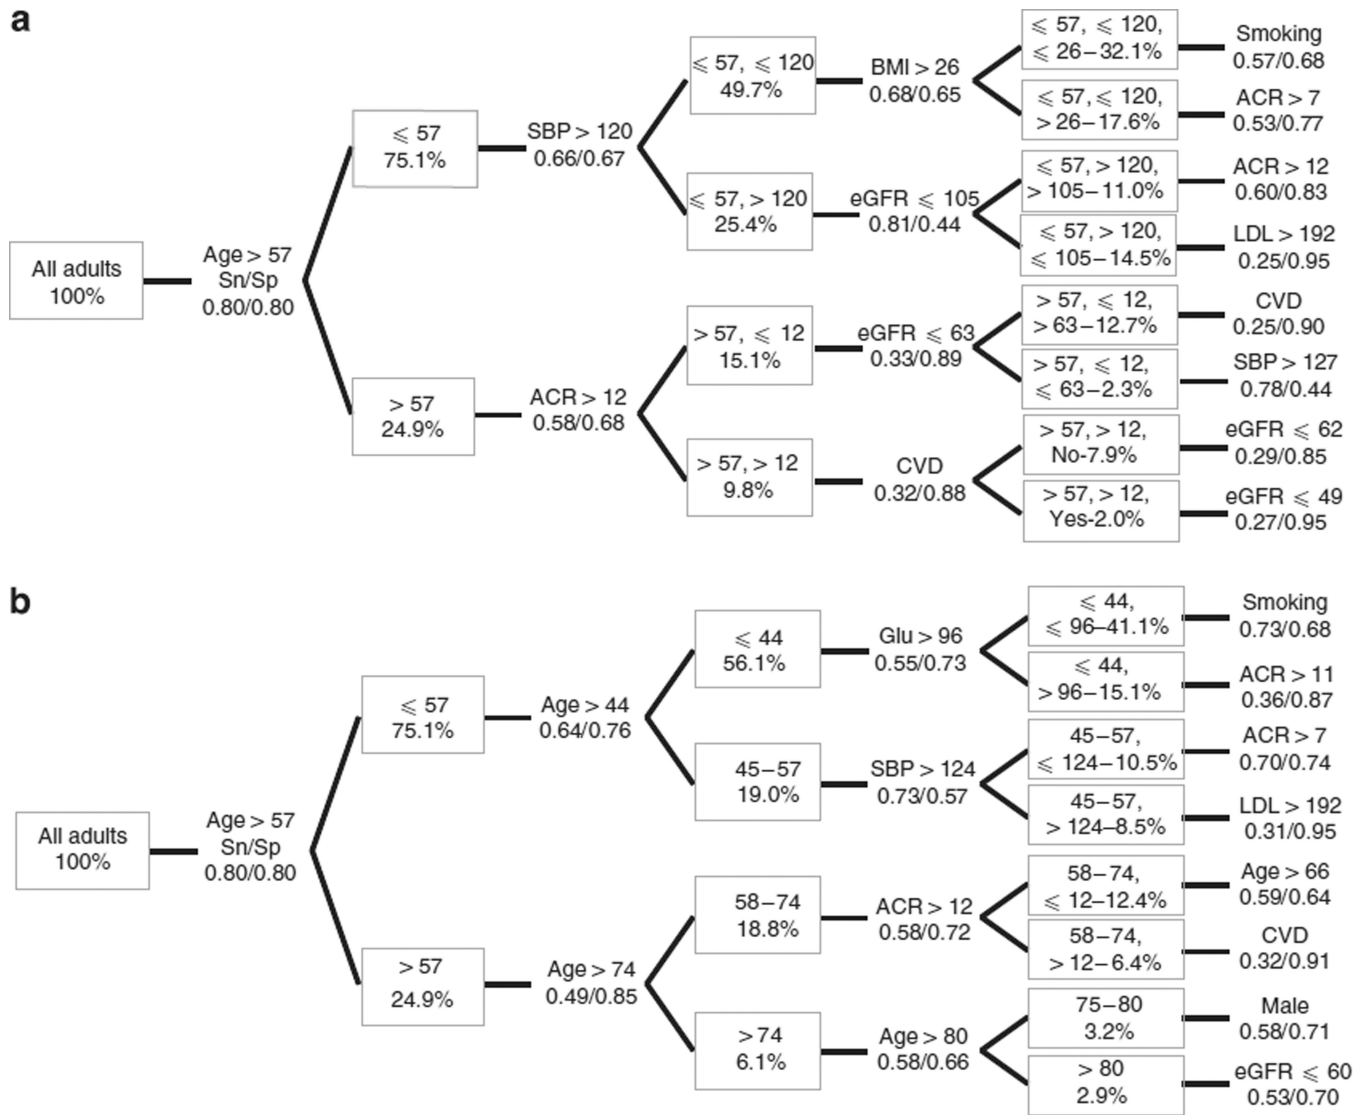 a
All adults
100%
Age > 57
Sn/Sp
0.80/0.80
⩽ 57
75.1%
> 57
24.9%
SBP > 120
0.66/0.67
ACR > 12
0.58/0.68
⩽ 57, ⩽ 120
49.7%
⩽ 57, > 120
25.4%
> 57, ⩽ 12
15.1%
> 57, > 12
9.8%
BMI > 26
0.68/0.65
eGFR ⩽ 105
0.81/0.44
eGFR ⩽ 63
0.33/0.89
CVD
0.32/0.88
⩽ 57, ⩽ 120,
⩽ 26–32.1%
⩽ 57, ⩽ 120,
> 26–17.6%
⩽ 57, > 120,
> 105–11.0%
⩽ 57, > 120,
⩽ 105–14.5%
> 57, ⩽ 12,
> 63–12.7%
> 57, ⩽ 12,
⩽ 63–2.3%
> 57, > 12,
No-7.9%
> 57, > 12,
Yes-2.0%
Smoking
0.57/0.68
ACR > 7
0.53/0.77
ACR > 12
0.60/0.83
LDL > 192
0.25/0.95
CVD
0.25/0.90
SBP > 127
0.78/0.44
eGFR ⩽ 62
0.29/0.85
eGFR ⩽ 49
0.27/0.95
b
All adults
100%
Age > 57
Sn/Sp
0.80/0.80
⩽ 57
75.1%
> 57
24.9%
Age > 44
0.64/0.76
Age > 74
0.49/0.85
⩽ 44
56.1%
45–57
19.0%
58–74
18.8%
> 74
6.1%
Glu > 96
0.55/0.73
SBP > 124
0.73/0.57
ACR > 12
0.58/0.72
Age > 80
0.58/0.66
⩽ 44,
⩽ 96–41.1%
⩽ 44,
> 96–15.1%
45–57,
⩽ 124–10.5%
45–57,
> 124–8.5%
58–74,
⩽ 12–12.4%
58–74,
> 12–6.4%
75–80
3.2%
> 80
2.9%
Smoking
0.73/0.68
ACR > 11
0.36/0.87
ACR > 7
0.70/0.74
LDL > 192
0.31/0.95
Age > 66
0.59/0.64
CVD
0.32/0.91
Male
0.58/0.71
eGFR ⩽ 60
0.53/0.70